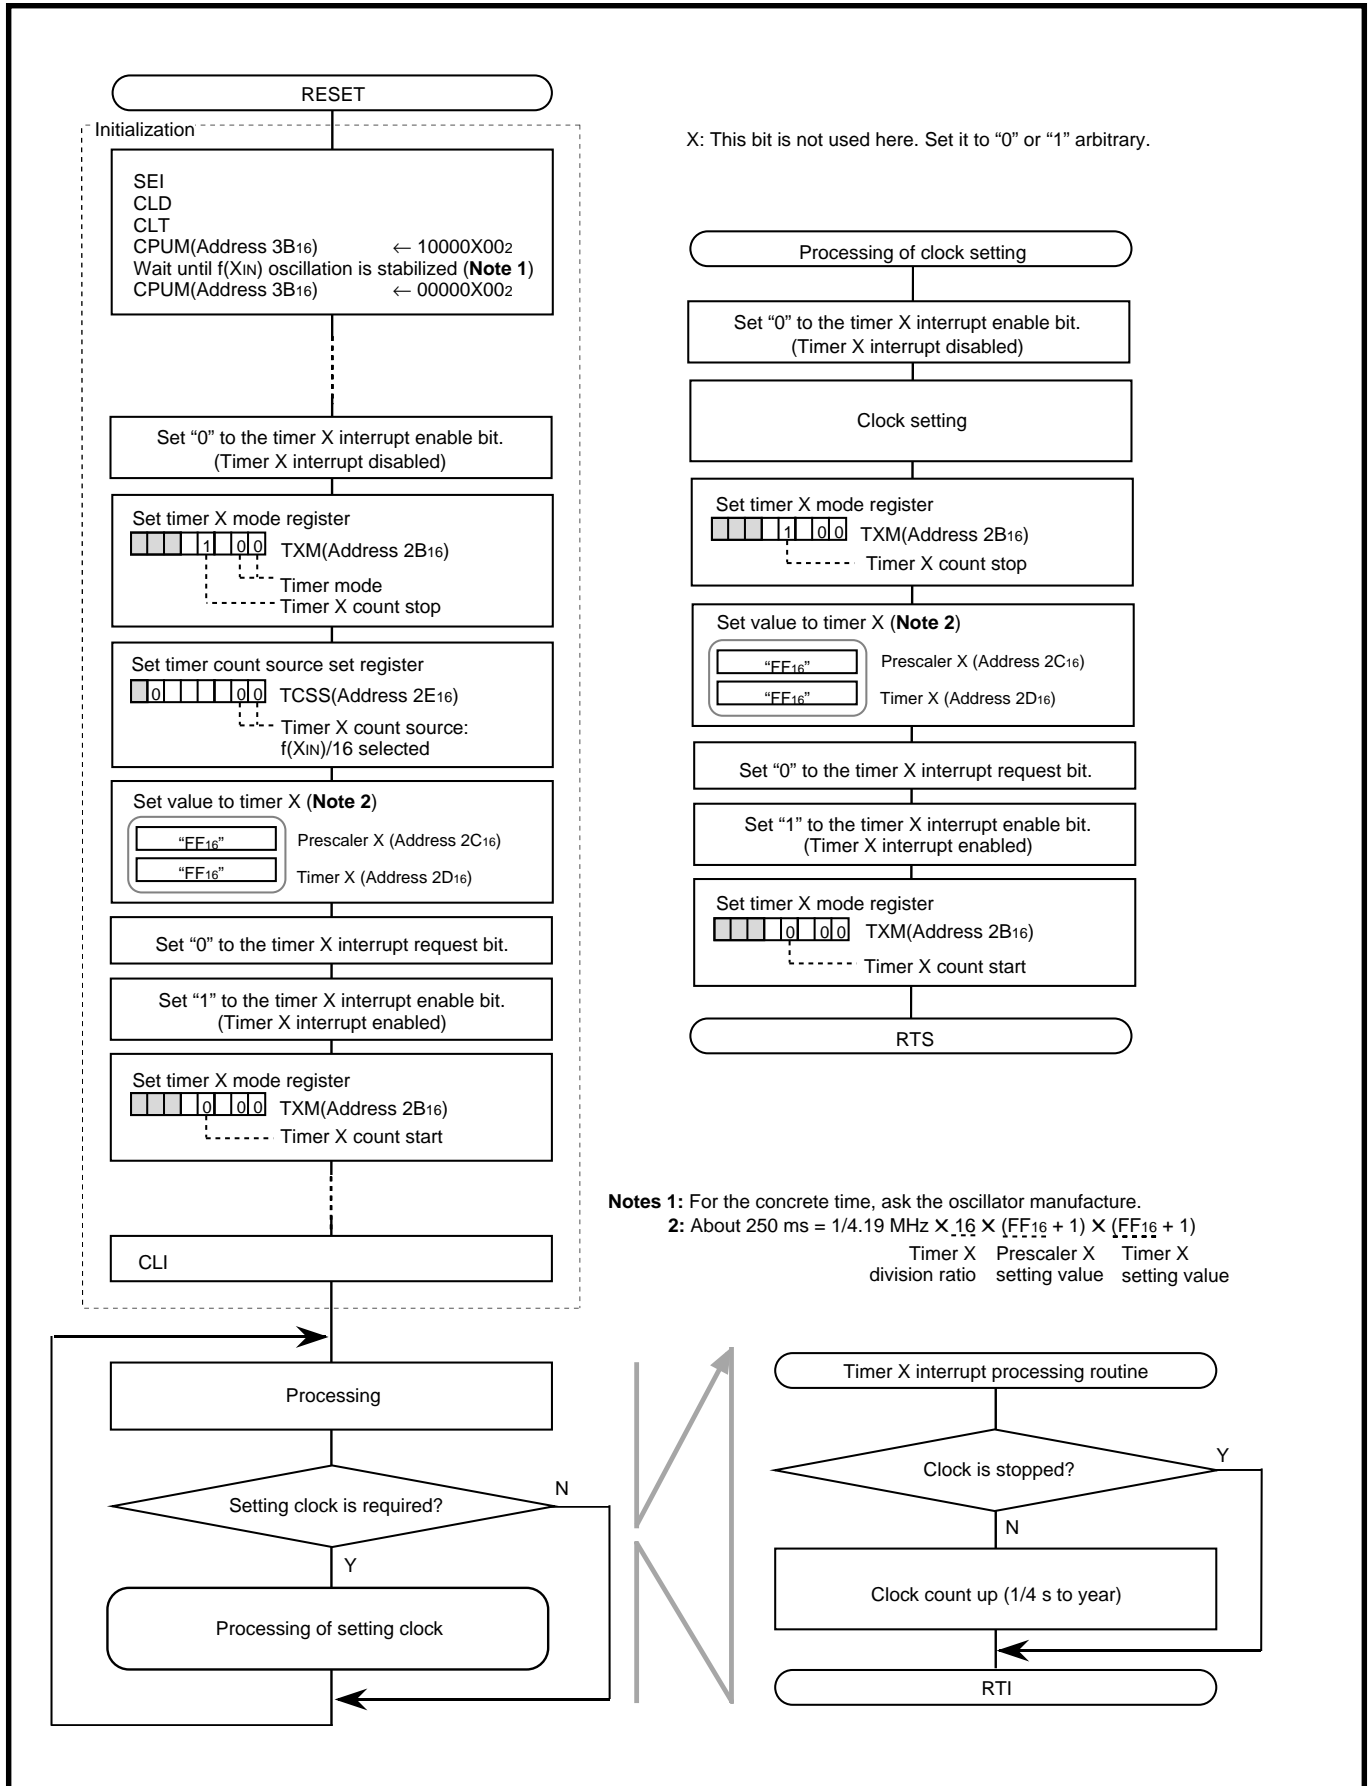 RESET
Initialization
SEI
CLD
CLT
CPUM(Address 3B16) ← 10000X002
Wait until f(XIN) oscillation is stabilized (Note 1)
CPUM(Address 3B16) ← 00000X002
Set “0” to the timer X interrupt enable bit.
(Timer X interrupt disabled)
Set timer X mode register
1 0 0 TXM(Address 2B16)
Timer mode
Timer X count stop
Set timer count source set register
0 0 0 TCSS(Address 2E16)
Timer X count source:
f(XIN)/16 selected
Set value to timer X (Note 2)
“FF16” Prescaler X (Address 2C16)
“FF16” Timer X (Address 2D16)
Set “0” to the timer X interrupt request bit.
Set “1” to the timer X interrupt enable bit.
(Timer X interrupt enabled)
Set timer X mode register
0 0 0 TXM(Address 2B16)
Timer X count start
CLI
Processing
Setting clock is required?
N
Y
Processing of setting clock
X: This bit is not used here. Set it to “0” or “1” arbitrary.
Processing of clock setting
Set “0” to the timer X interrupt enable bit.
(Timer X interrupt disabled)
Clock setting
Set timer X mode register
1 0 0 TXM(Address 2B16)
Timer X count stop
Set value to timer X (Note 2)
“FF16” Prescaler X (Address 2C16)
“FF16” Timer X (Address 2D16)
Set “0” to the timer X interrupt request bit.
Set “1” to the timer X interrupt enable bit.
(Timer X interrupt enabled)
Set timer X mode register
0 0 0 TXM(Address 2B16)
Timer X count start
RTS
Notes 1: For the concrete time, ask the oscillator manufacture.
2: About 250 ms = 1/4.19 MHz X 16 X (FF16 + 1) X (FF16 + 1)
Timer X Prescaler X Timer X
division ratio setting value setting value
Timer X interrupt processing routine
Clock is stopped?
Y
N
Clock count up (1/4 s to year)
RTI